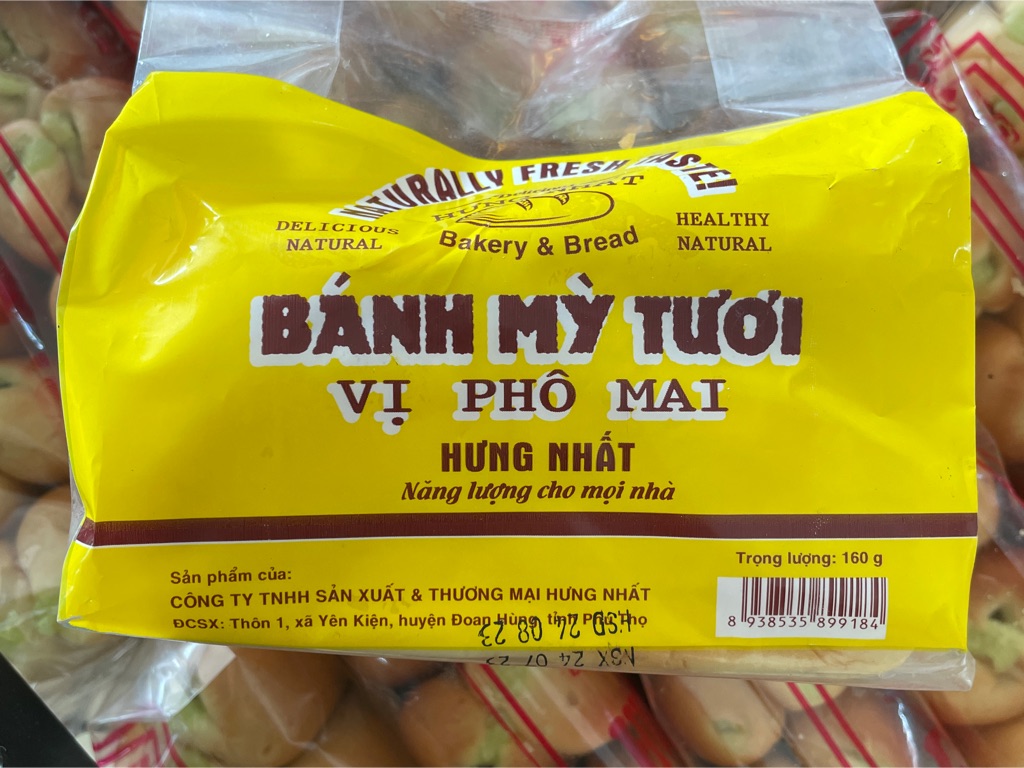 NATURALLY FRESH TASTE!
Delicious
HUNG NHAT
DELICIOUS
NATURAL
Bakery & Bread
HEALTHY
NATURAL
BÁNH MỲ TƯƠI
VỊ PHÔ MAI
HƯNG NHẤT
Năng lượng cho mọi nhà
Sản phẩm của:
CÔNG TY TNHH SẢN XUẤT & THƯƠNG MẠI HƯNG NHẤT
ĐCSX: Thôn 1, xã Yên Kiện, huyện Đoan Hùng, tỉnh Phú Thọ
Trọng lượng: 160 g
8 938535 899184
HSD 24 08 23
NSX 24 07 23